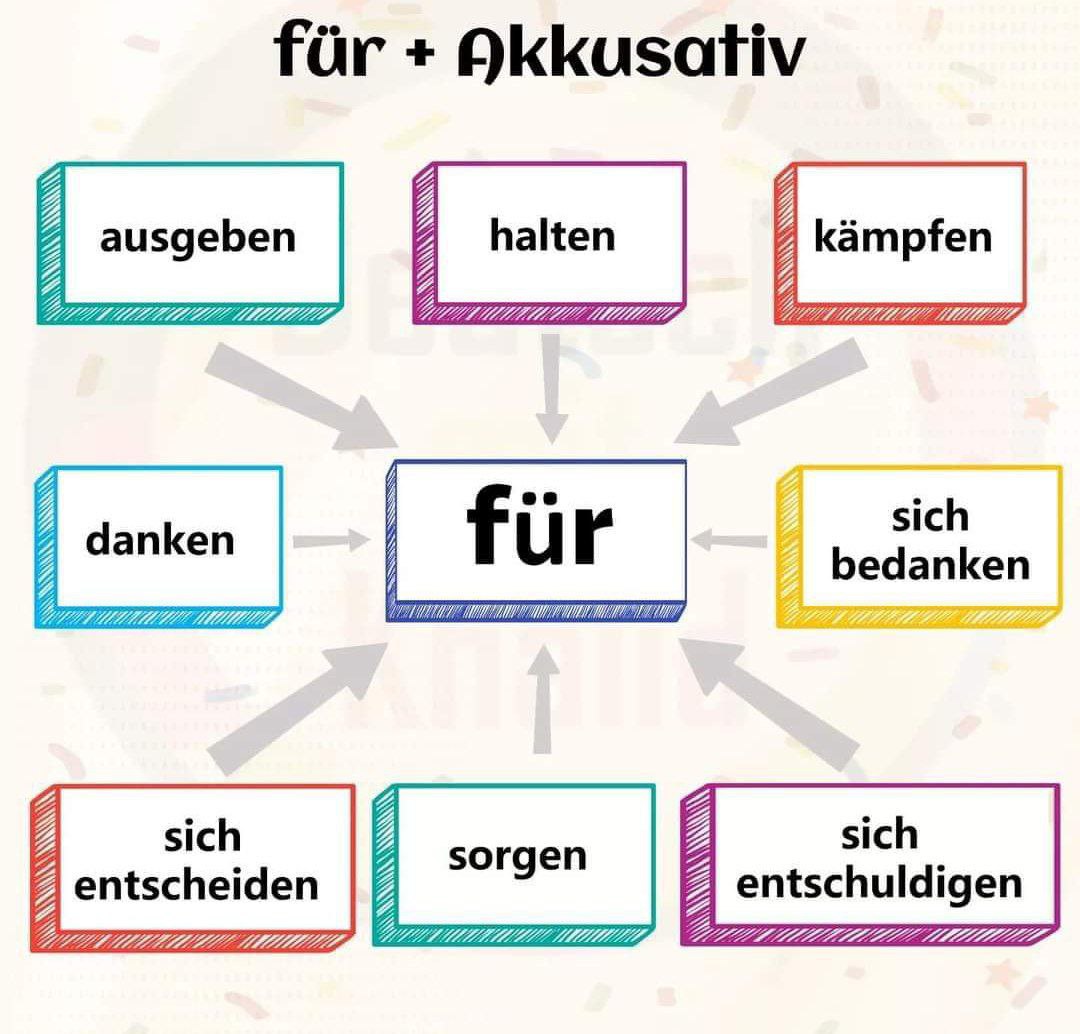 für + Akkusativ
ausgeben
halten
kämpfen
danken
für
sich
bedanken
sich
entscheiden
sorgen
sich
entschuldigen